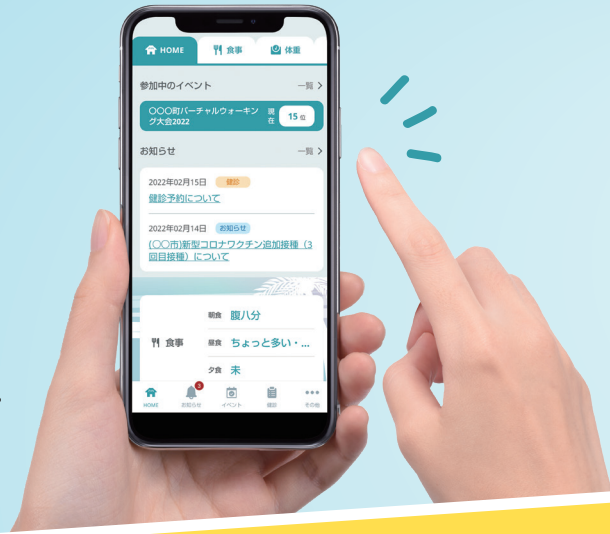 HOME 食事 体重
参加中のイベント 一覧
〇〇〇町バーチャルウォーキン
グ大会2022
現在 15位
お知らせ 一覧
2022年02月15日 健診
健診予約について
2022年02月14日 お知らせ
(〇〇市)新型コロナワクチン追加接種（3
回目接種）について
朝食 腹八分
食事 昼食 ちょっと多い・...
夕食 未
3
HOME お知らせ イベント 健診 その他